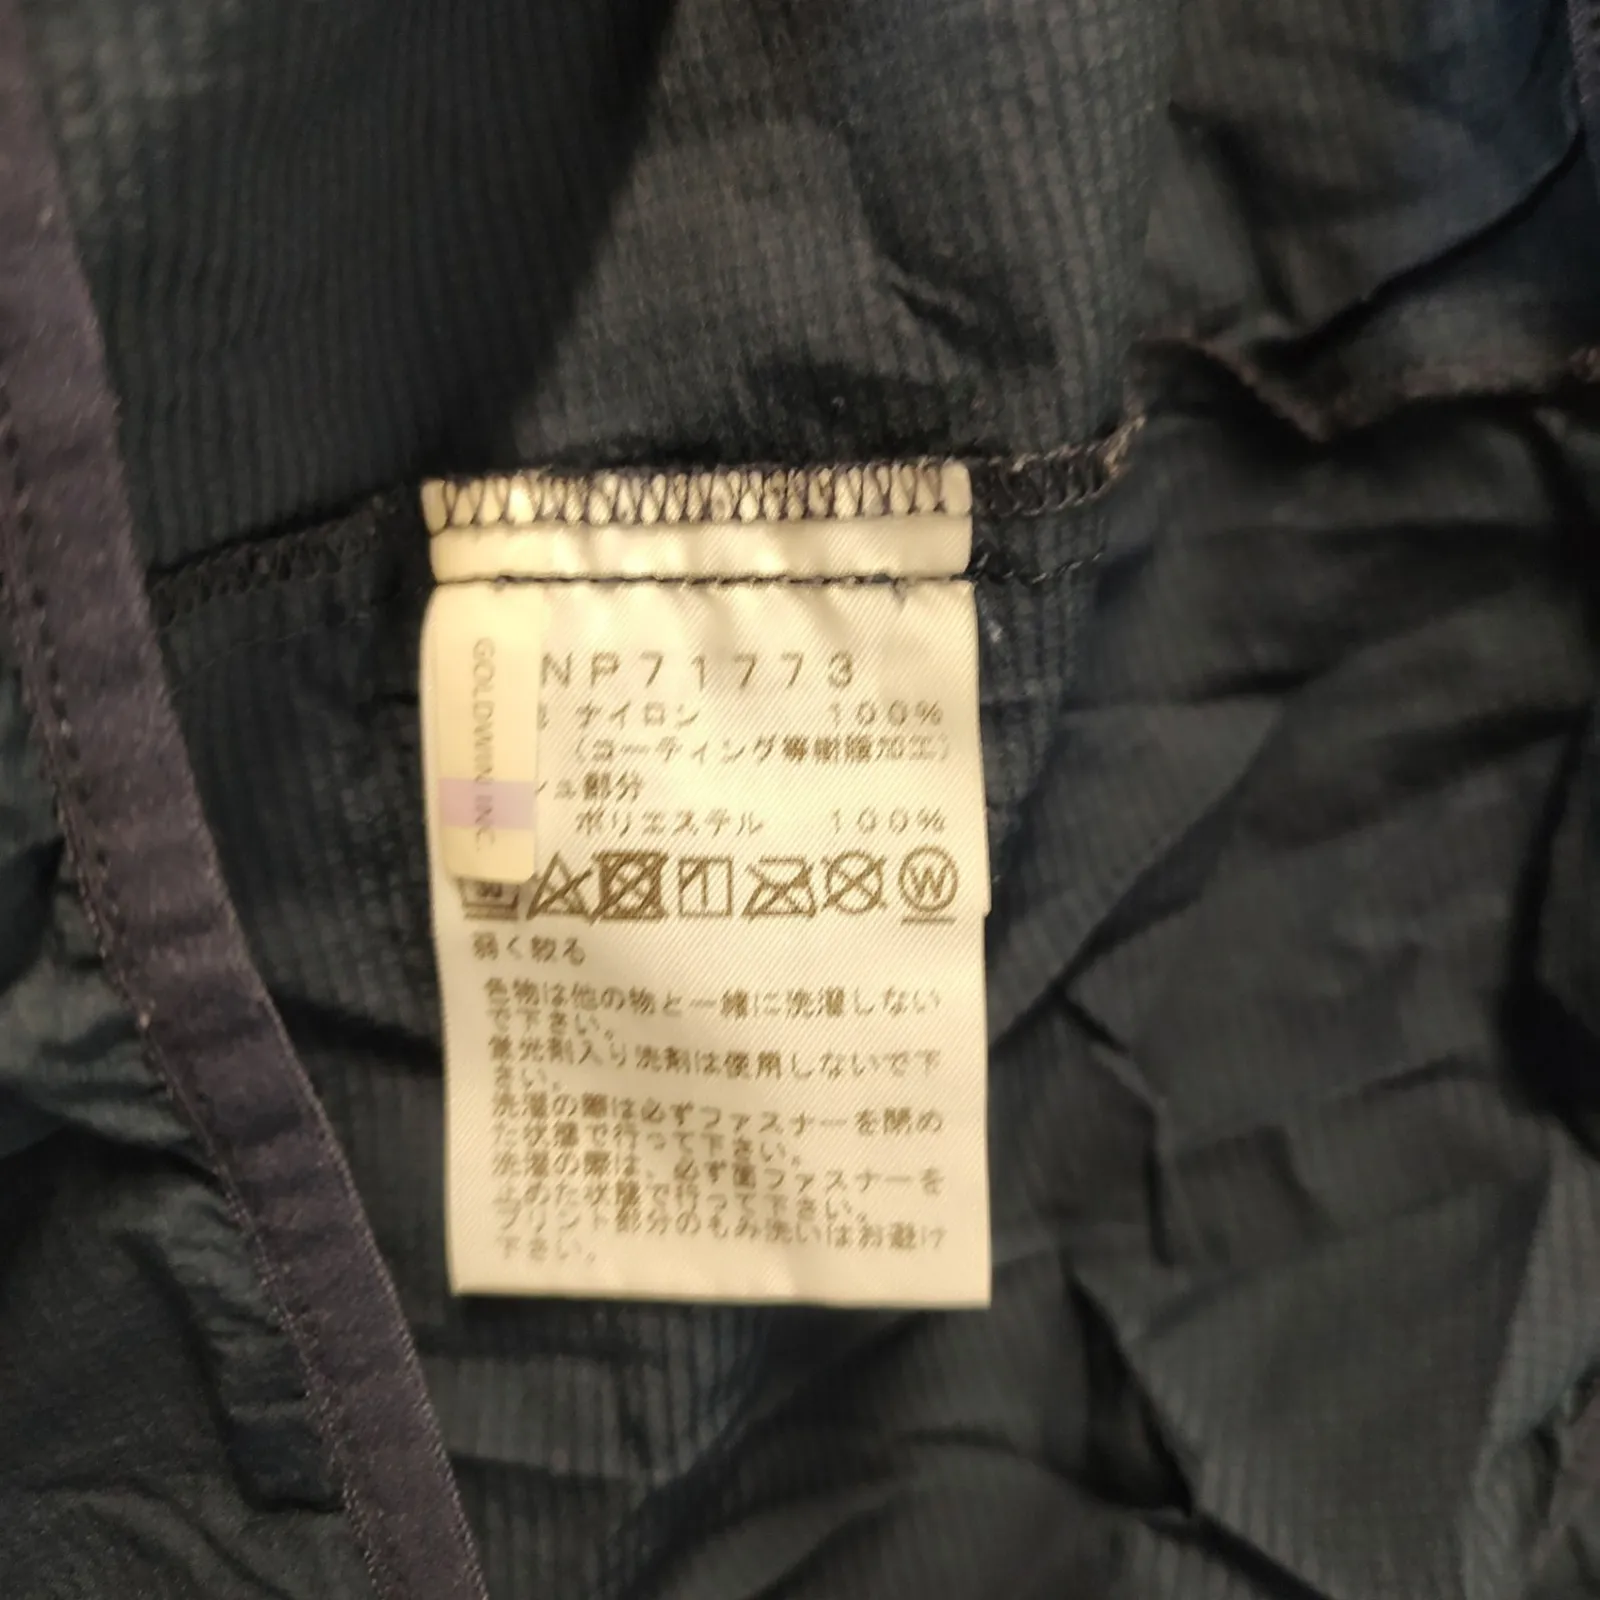 GOLDWIN INC.
NP71773
ナイロン 100%
(コーティング等樹脂加工)
シュ部分
ポリエステル 100%
W
弱く絞る
色物は他の物と一緒に洗濯しない
で下さい。
蛍光剤入り洗剤は使用しないで下
さい。
洗濯の際は必ずファスナーを閉め
た状態で行って下さい。
洗濯の際は、必ず面ファスナーを
止めた状態で行って下さい。
プリント部分のもみ洗いはお避け
下さい。